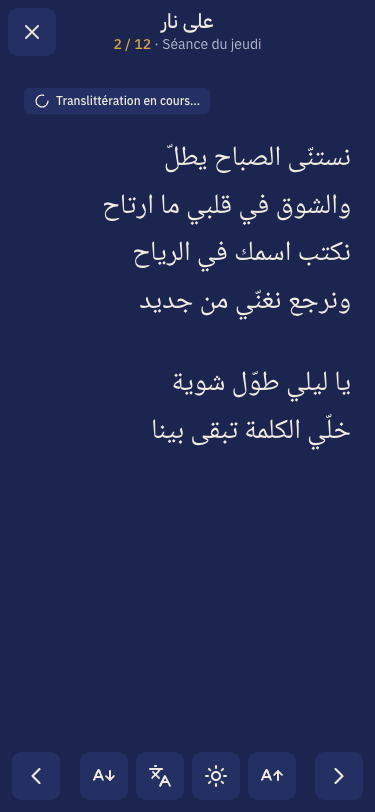 على نار
2 / 12 · Séance du jeudi
Translittération en cours…
نستنّى الصباح يطلّ
والشوق في قلبي ما ارتاح
نكتب اسمك في الرياح
ونرجع نغنّي من جديد
يا ليلي طوّل شوية
خلّي الكلمة تبقى بينا
A↓
A↑